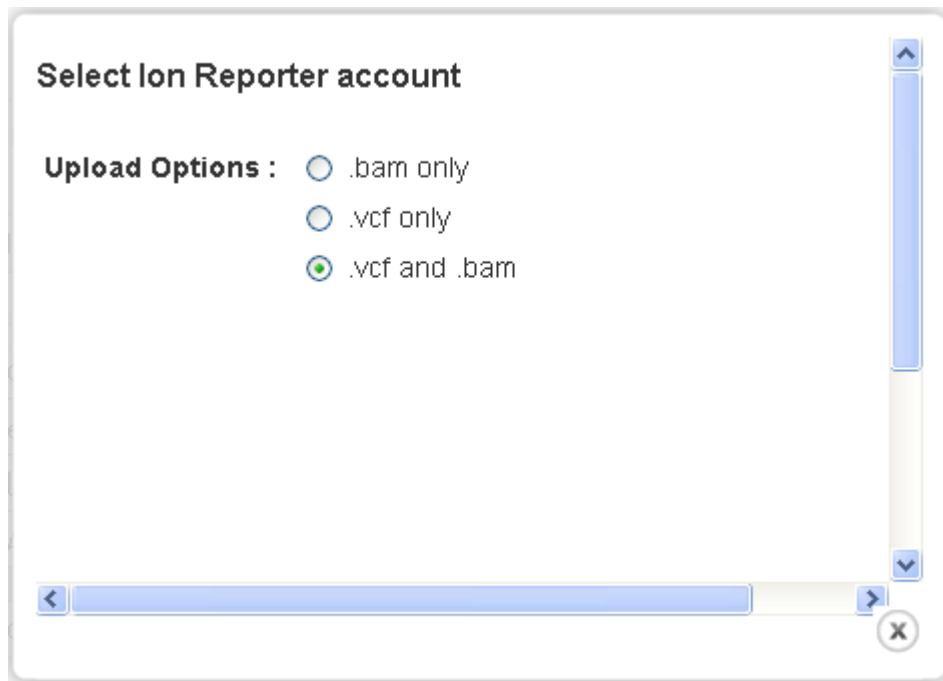 Select Ion Reporter account
Upload Options : .bam only
.vcf only
.vcf and .bam
x